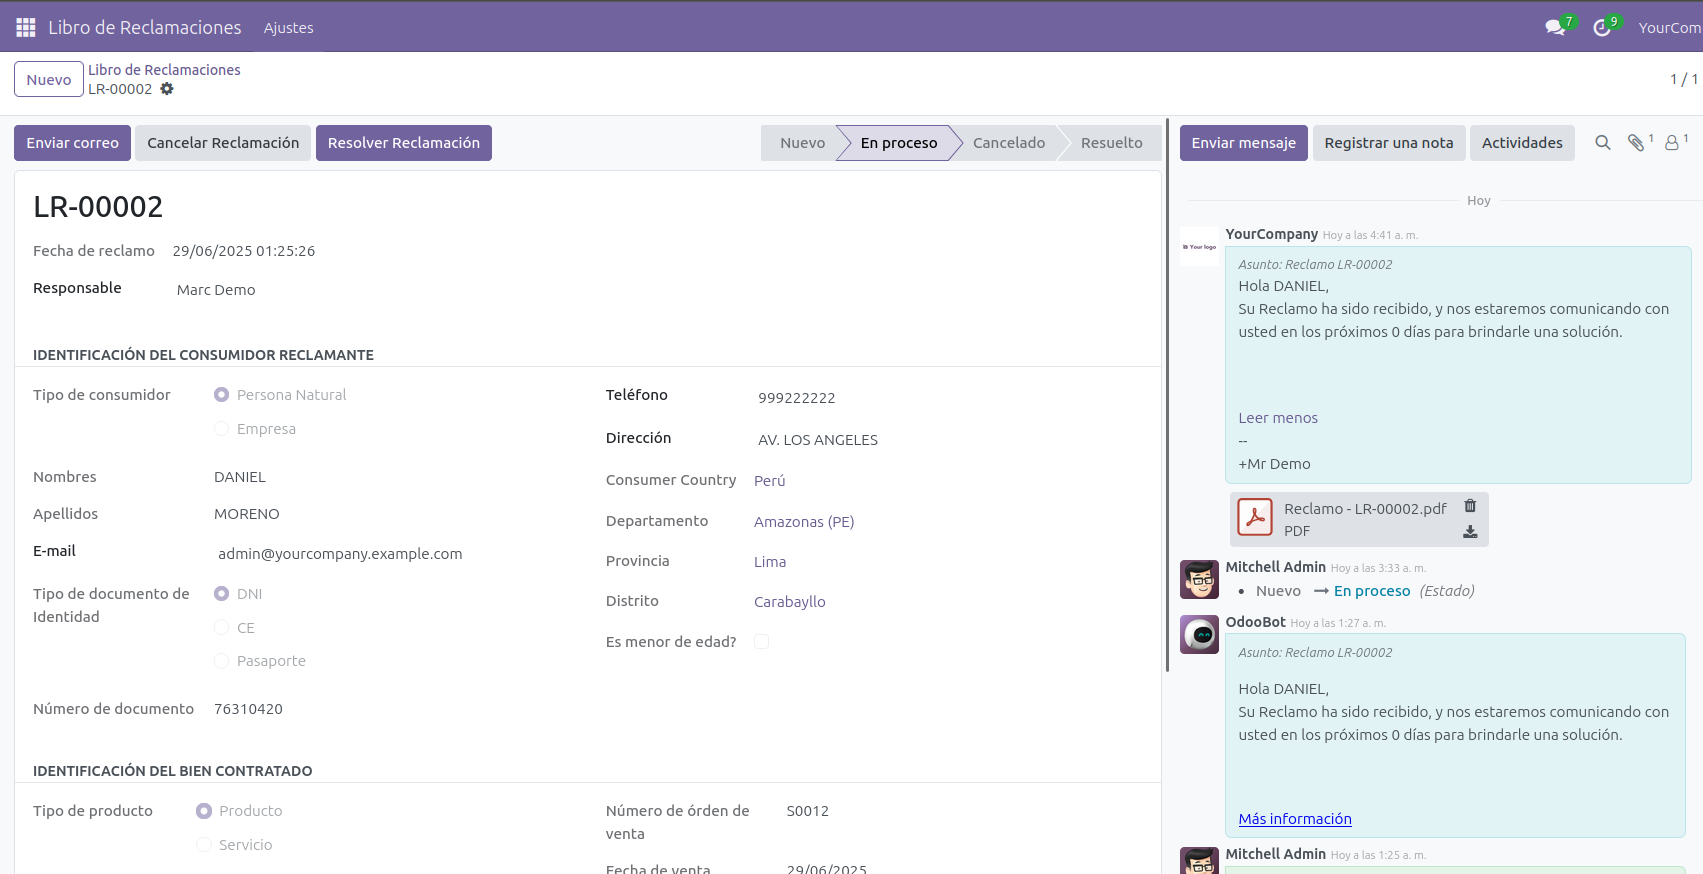 Libro de Reclamaciones Ajustes 7 9 YourCom
Nuevo Libro de Reclamaciones
LR-00002 1 / 1
Enviar correo Cancelar Reclamación Resolver Reclamación Nuevo En proceso Cancelado Resuelto
LR-00002
Fecha de reclamo 29/06/2025 01:25:26
Responsable Marc Demo
IDENTIFICACIÓN DEL CONSUMIDOR RECLAMANTE
Tipo de consumidor Persona Natural
Empresa
Nombres DANIEL
Apellidos MORENO
E-mail admin@yourcompany.example.com
Tipo de documento de Identidad DNI
CE
Pasaporte
Número de documento 76310420
Teléfono 999222222
Dirección AV. LOS ANGELES
Consumer Country Perú
Departamento Amazonas (PE)
Provincia Lima
Distrito Carabayllo
Es menor de edad?
IDENTIFICACIÓN DEL BIEN CONTRATADO
Tipo de producto Producto
Servicio
Número de órden de venta S0012
Fecha de venta 29/06/2025
Enviar mensaje Registrar una nota Actividades 1 1
Hoy
Your logo
YourCompany Hoy a las 4:41 a. m.
Asunto: Reclamo LR-00002
Hola DANIEL,
Su Reclamo ha sido recibido, y nos estaremos comunicando con
usted en los próximos 0 días para brindarle una solución.
Leer menos
--
+Mr Demo
Reclamo - LR-00002.pdf
PDF
Mitchell Admin Hoy a las 3:33 a. m.
• Nuevo → En proceso (Estado)
OdooBot Hoy a las 1:27 a. m.
Asunto: Reclamo LR-00002
Hola DANIEL,
Su Reclamo ha sido recibido, y nos estaremos comunicando con
usted en los próximos 0 días para brindarle una solución.
Más información
Mitchell Admin Hoy a las 1:25 a. m.